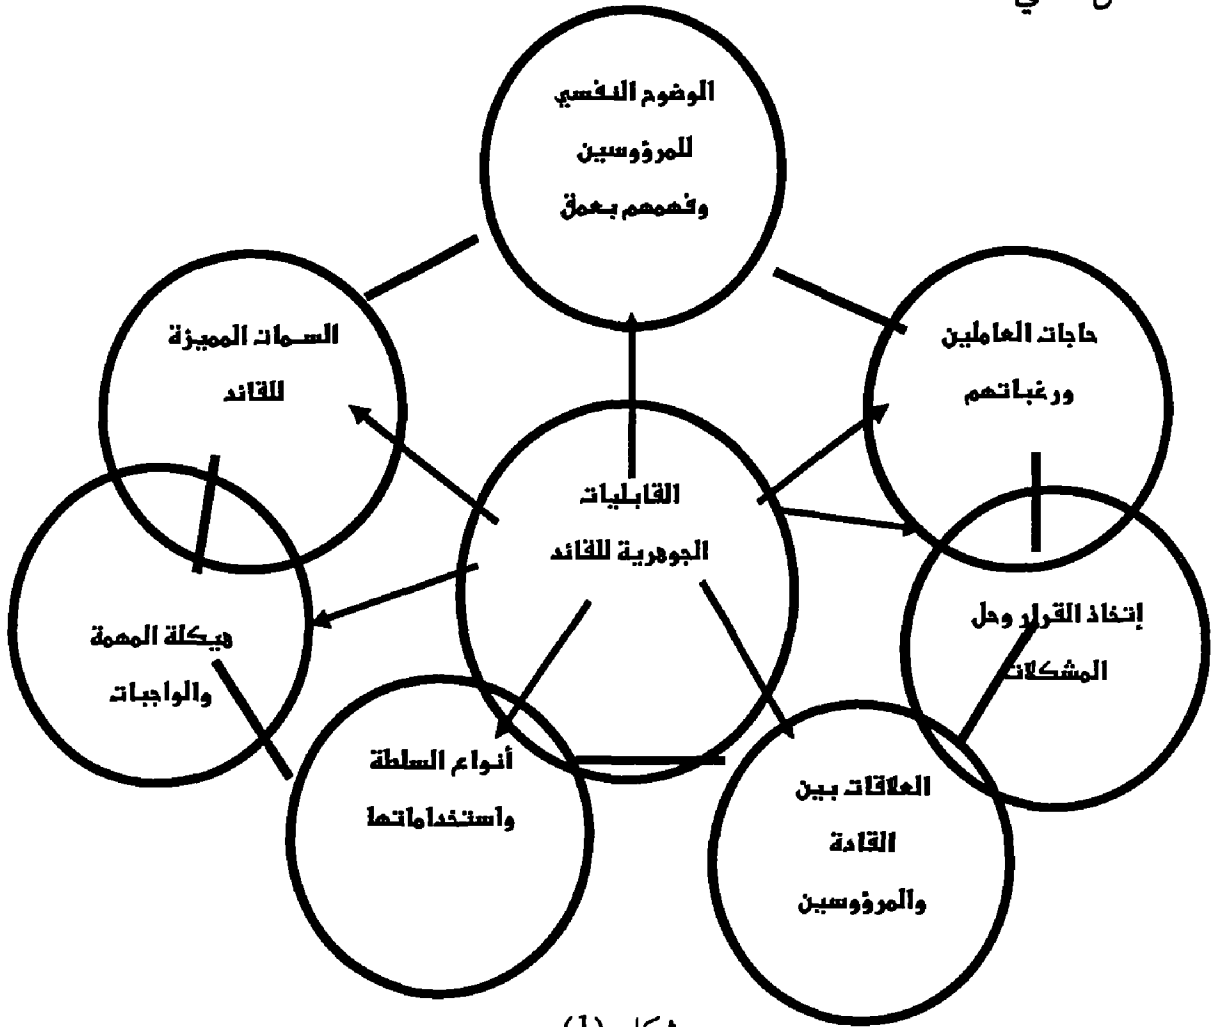 الوضوح النفسي
للمرؤوسين
وفهمهم بعمق
حاجات العاملين
ورغباتهم
السمات المميزة
للقائد
القابليات
الجوهرية للقائد
إتخاذ القرار وحل
المشكلات
هيكلة المهمة
والواجبات
أنواع السلطة
واستخداماتها
العلاقات بين
القادة
والمرؤوسين
(1)